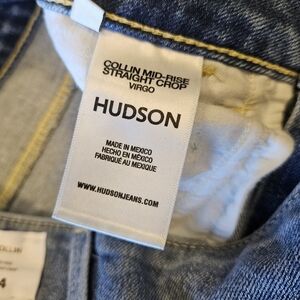 COLLIN MID-RISE
STRAIGHT CROP
VIRGO
HUDSON
MADE IN MEXICO
HECHO EN MÉXICO
FABRIQUÉ AU MEXIQUE
WWW.HUDSONJEANS.COM